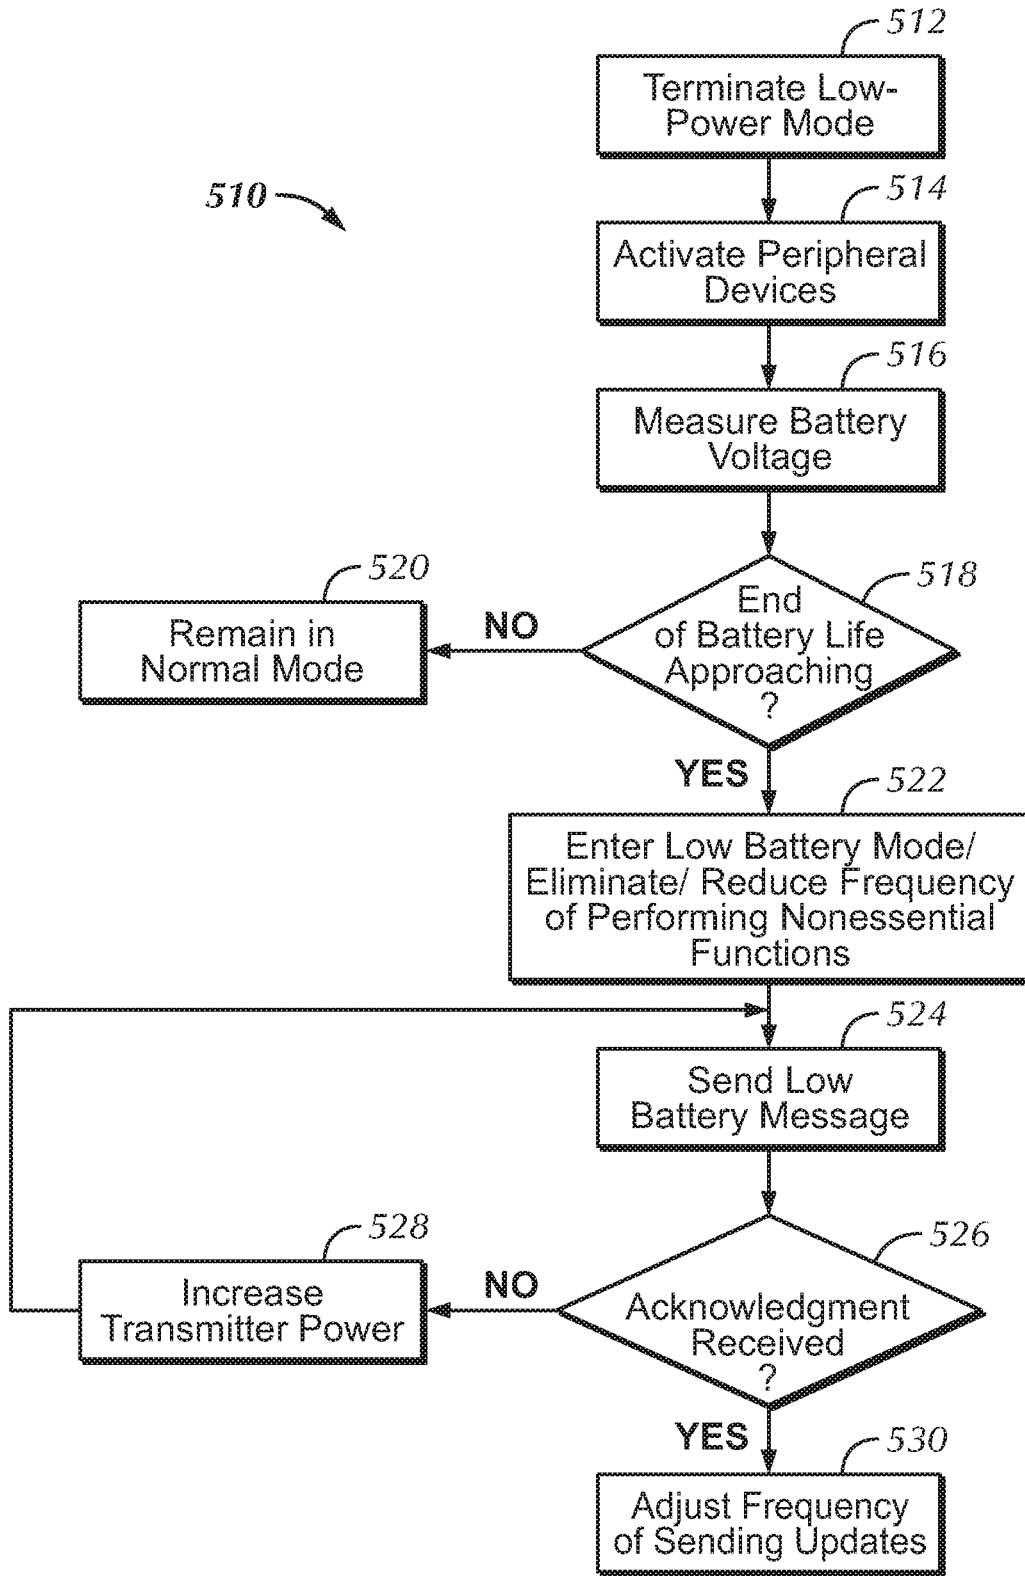 512
Terminate Low-
Power Mode
510
514
Activate Peripheral
Devices
516
Measure Battery
Voltage
518
End
of Battery Life
Approaching
?
NO
520
Remain in
Normal Mode
YES
522
Enter Low Battery Mode/
Eliminate/ Reduce Frequency
of Performing Nonessential
Functions
524
Send Low
Battery Message
526
Acknowledgment
Received
?
NO
528
Increase
Transmitter Power
YES
530
Adjust Frequency
of Sending Updates